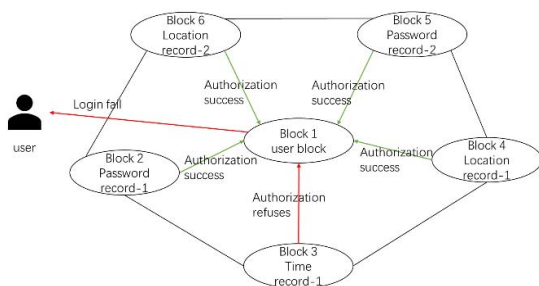 Block 6
Location
record-2
Block 5
Password
record-2
Authorization
success
Authorization
success
Login fall
user
Block 1
user block
Block 2
Password
record-1
Authorization
success
Authorization
success
Block 4
Location
record-1
Authorization
refuses
Block 3
Time
record-1